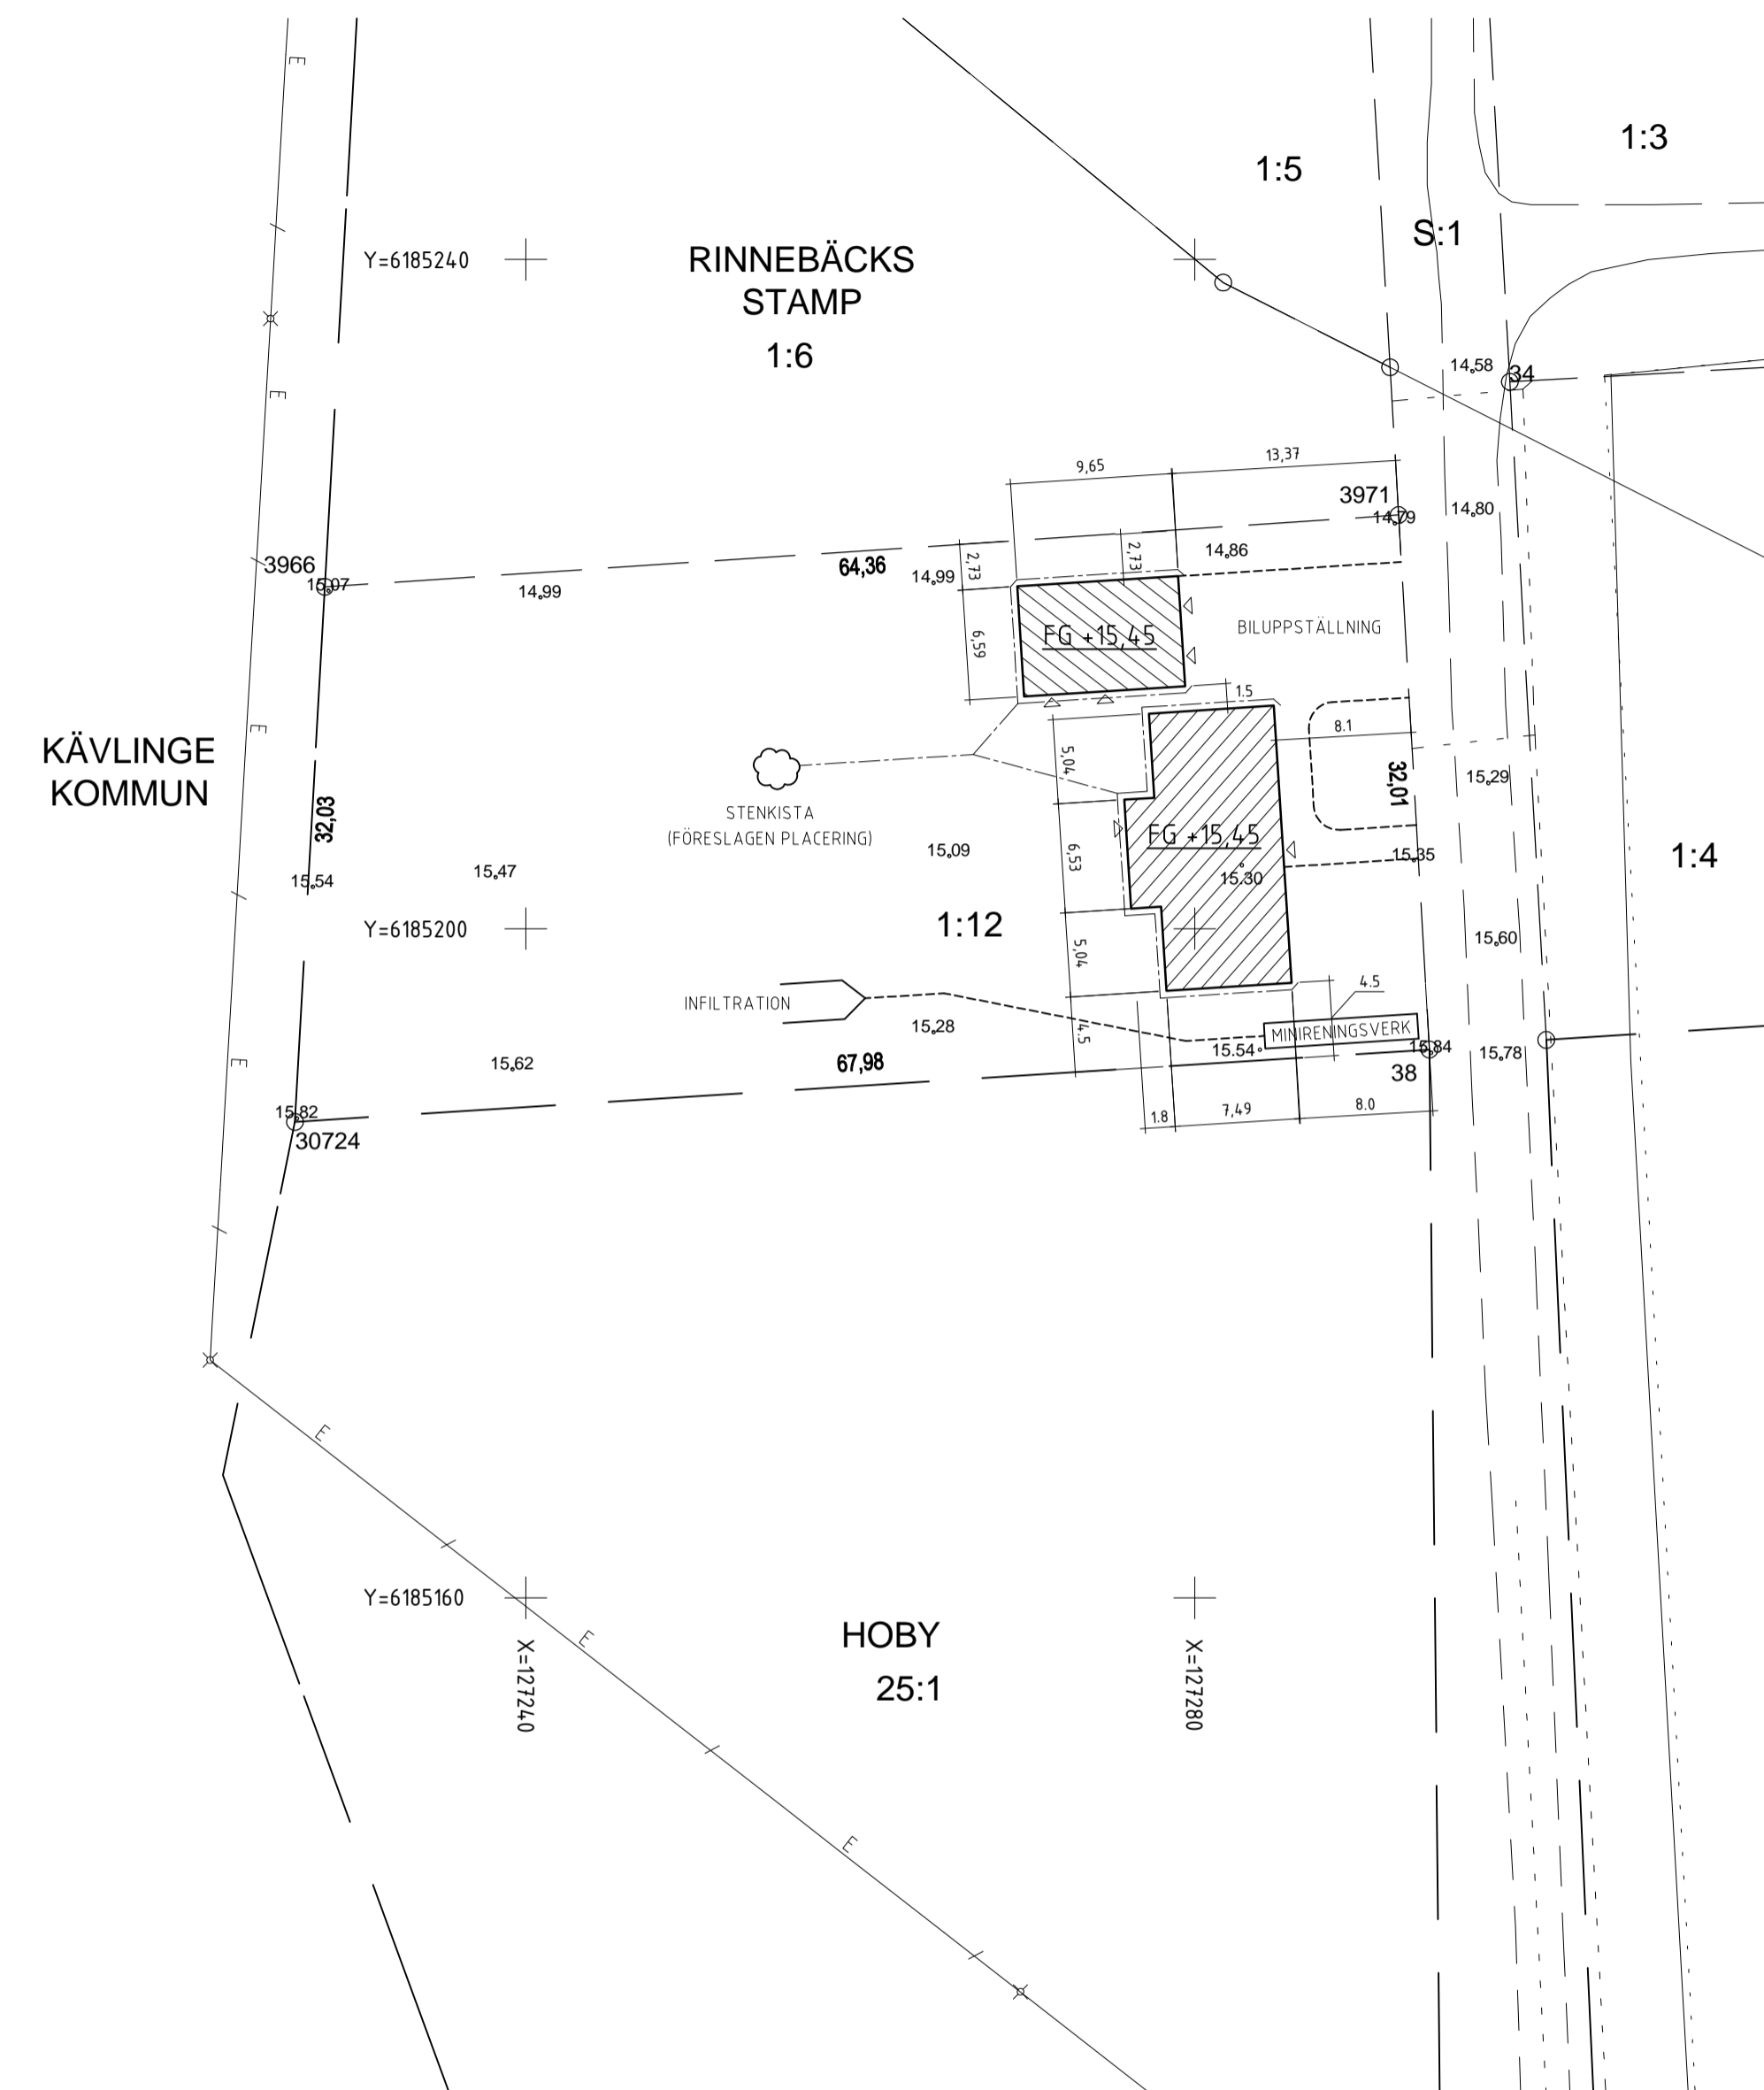 E
1:3
1:5
S:1
Y=6185240
RINNEBÄCKS
STAMP
1:6
14.58
34
E
9,65
13,37
3971
14.79
14.80
3966
15.07
64,36
14.99
14.99
2,73
2,73
14.86
6,59
FG +15,45
BILUPPSTÄLLNING
1.5
8.1
E
KÄVLINGE
KOMMUN
5,04
32,01
15.29
32,03
STENKISTA
(FÖRESLAGEN PLACERING)
FG +15,45
15.30
15.09
6,53
15.35
1:4
15.54
15.47
Y=6185200
1:12
15.60
5,04
INFILTRATION
4.5
15.28
4.5
MINIRENINGSVERK
15.54
15.84
15.78
E
15.62
67,98
38
15.82
30724
1.8
7,49
8.0
E
Y=6185160
X=127240
E
HOBY
25:1
X=127280
E